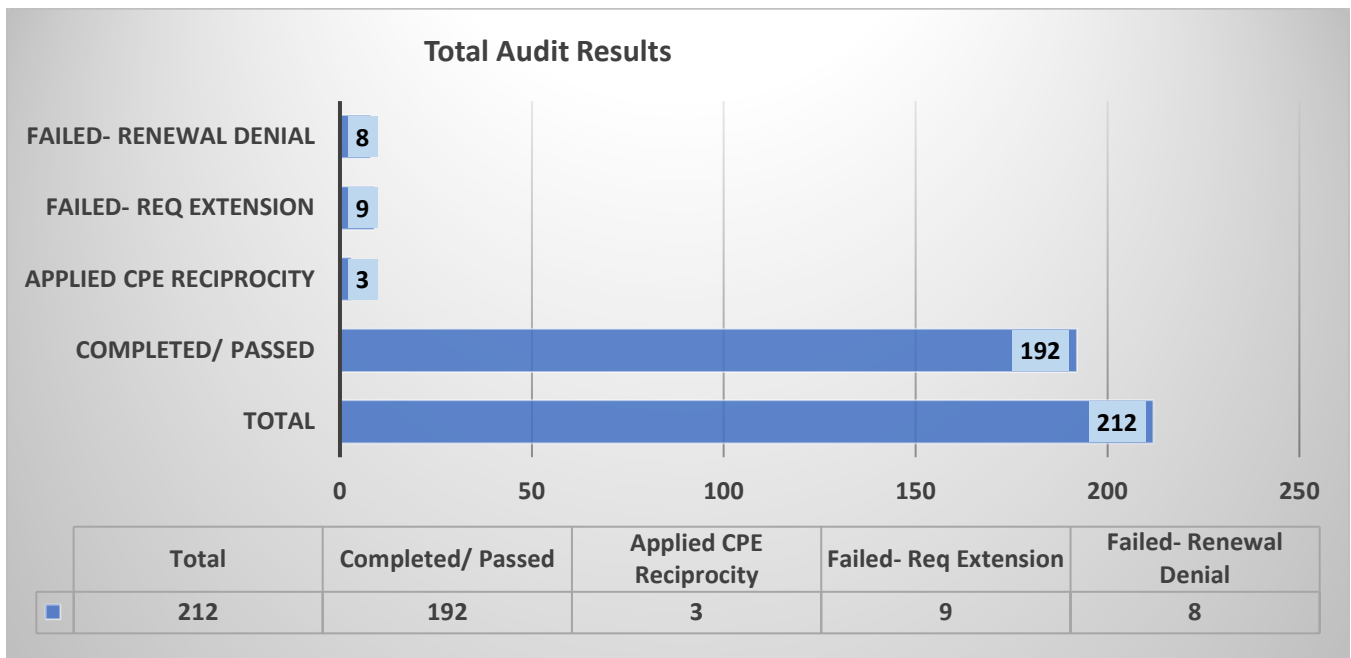 Total Audit Results
FAILED- RENEWAL DENIAL
8
FAILED- REQ EXTENSION
9
APPLIED CPE RECIPROCITY
3
COMPLETED/ PASSED
192
TOTAL
212
0 50 100 150 200 250
Total Completed/ Passed Applied CPE Reciprocity Failed- Req Extension Failed- Renewal Denial
212 192 3 9 8